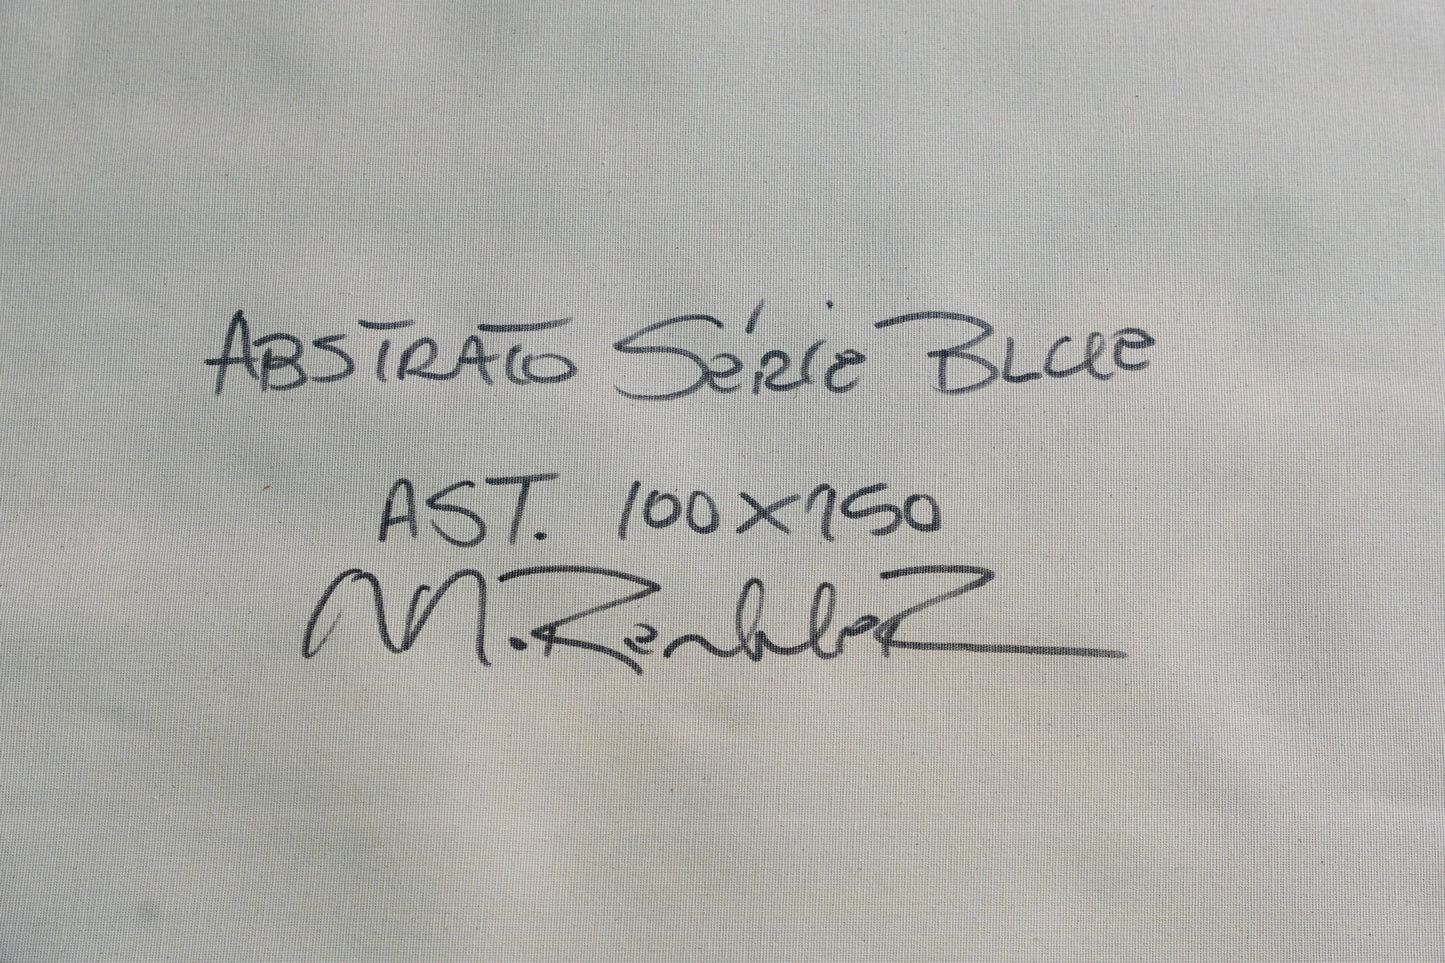 ABSTRATO Série BLUE
AST. 100X150
M.